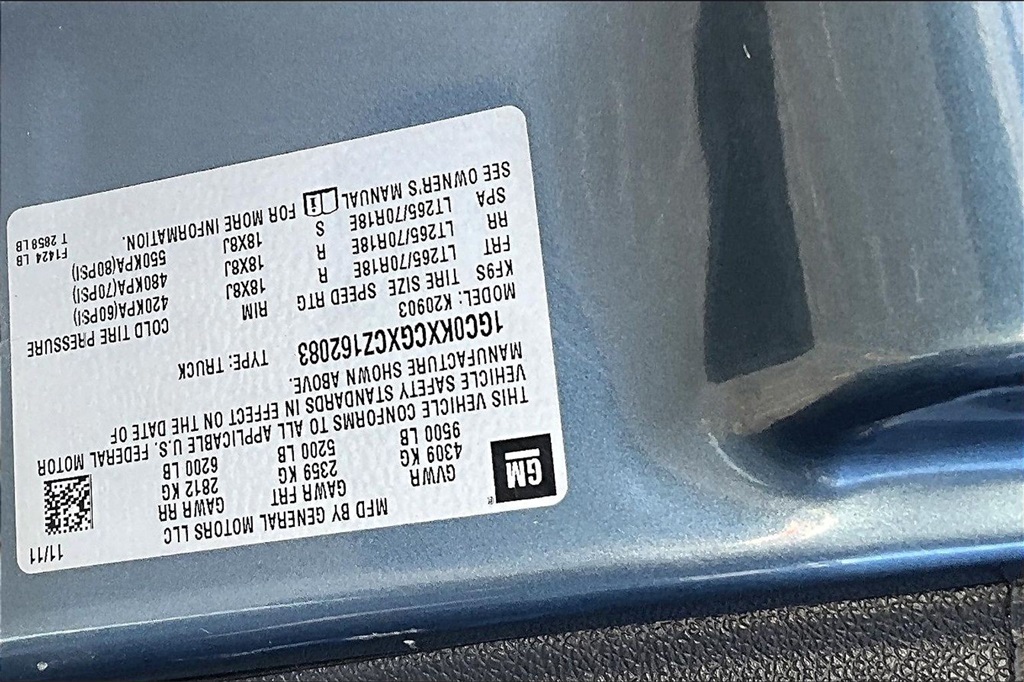 MFD BY GENERAL MOTORS LLC 11/11
GM
GVWR GAWR FRT GAWR RR
4309 KG 2359 KG 2812 KG
9500 LB 5200 LB 6200 LB
THIS VEHICLE CONFORMS TO ALL APPLICABLE U.S. FEDERAL MOTOR
VEHICLE SAFETY STANDARDS IN EFFECT ON THE DATE OF
MANUFACTURE SHOWN ABOVE.
1GC0KXCGXCZ162083 TYPE: TRUCK
MODEL: K20903
KF9S TIRE SIZE SPEED RTG RIM COLD TIRE PRESSURE
FRT LT265/70R18E R 18X8J 420KPA(60PSI)
RR LT265/70R18E R 18X8J 480KPA(70PSI)
SPA LT265/70R18E S 18X8J 550KPA(80PSI)
SEE OWNER'S MANUAL FOR MORE INFORMATION.
F1424 LB
T 2858 LB